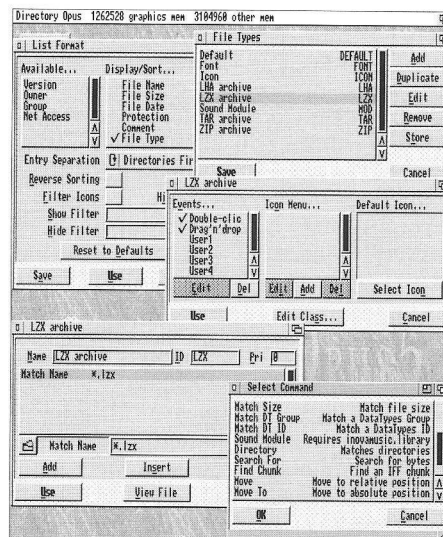 Directory Opus 1262528 graphics mem 3104960 other mem
List Format
Available...
Version
Owner
Group
Net Access
Display/Sort...
File Name
File Size
File Date
Protection
Comment
File Type
Entry Separation
Directories Fir
Reverse Sorting
Filter Icons
Hi
Show Filter
Hide Filter
Reset to Defaults
Save
Use
File Types
Default DEFAULT
Font FONT
Icon ICON
LHA archive LHA
LZX archive LZX
Sound Module MOD
TAR archive TAR
ZIP archive ZIP
Add
Duplicate
Edit
Remove
Store
Save
Cancel
LZX archive
Events...
Double-clic
Drag'n'drop
User1
User2
User3
User4
Edit
Del
Icon Menu...
Edit
Add
Del
Default Icon...
Select Icon
Use
Edit Class...
Cancel
LZX archive
Name LZX archive ID LZX Pri 0
Match Name *.lzx
Match Name *.lzx
Add
Insert
Use
View File
Select Command
Match Size Match file size
Match DT Group Match a DataTypes Group
Match DT ID Match a DataTypes ID
Sound Module Requires inovamusic.library
Directory Matches directories
Search For Search for bytes
Find Chunk Find an IFF chunk
Move Move to relative position
Move To Move to absolute position
OK
Cancel